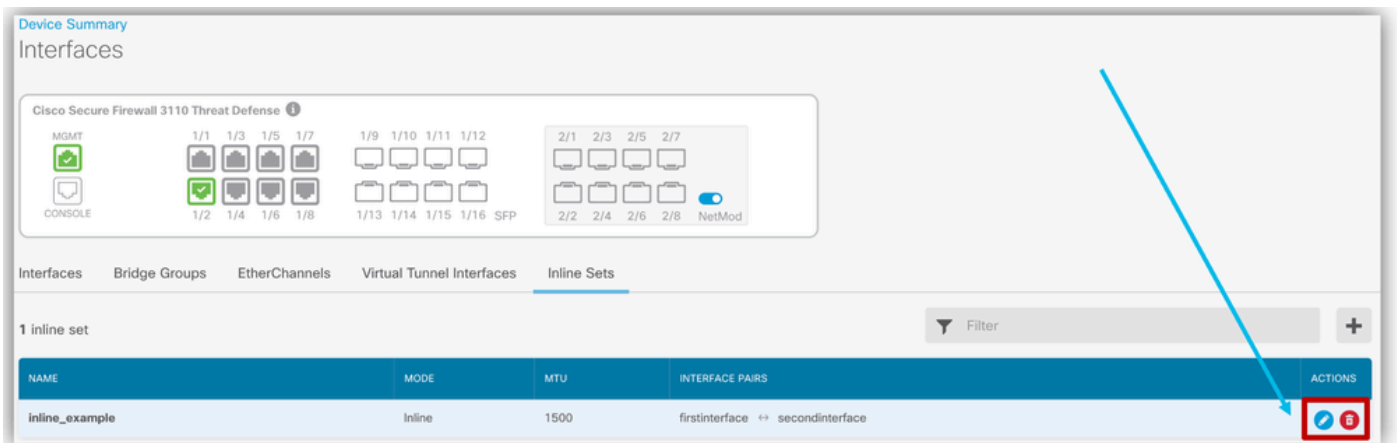 Device Summary
Interfaces
Cisco Secure Firewall 3110 Threat Defense
MGMT 1/1 1/3 1/5 1/7 1/9 1/10 1/11 1/12 2/1 2/3 2/5 2/7
CONSOLE 1/2 1/4 1/6 1/8 1/13 1/14 1/15 1/16 SFP 2/2 2/4 2/6 2/8 NetMod
Interfaces Bridge Groups EtherChannels Virtual Tunnel Interfaces Inline Sets
1 inline set Filter
NAME MODE MTU INTERFACE PAIRS ACTIONS
inline_example Inline 1500 firstinterface ↔ secondinterface